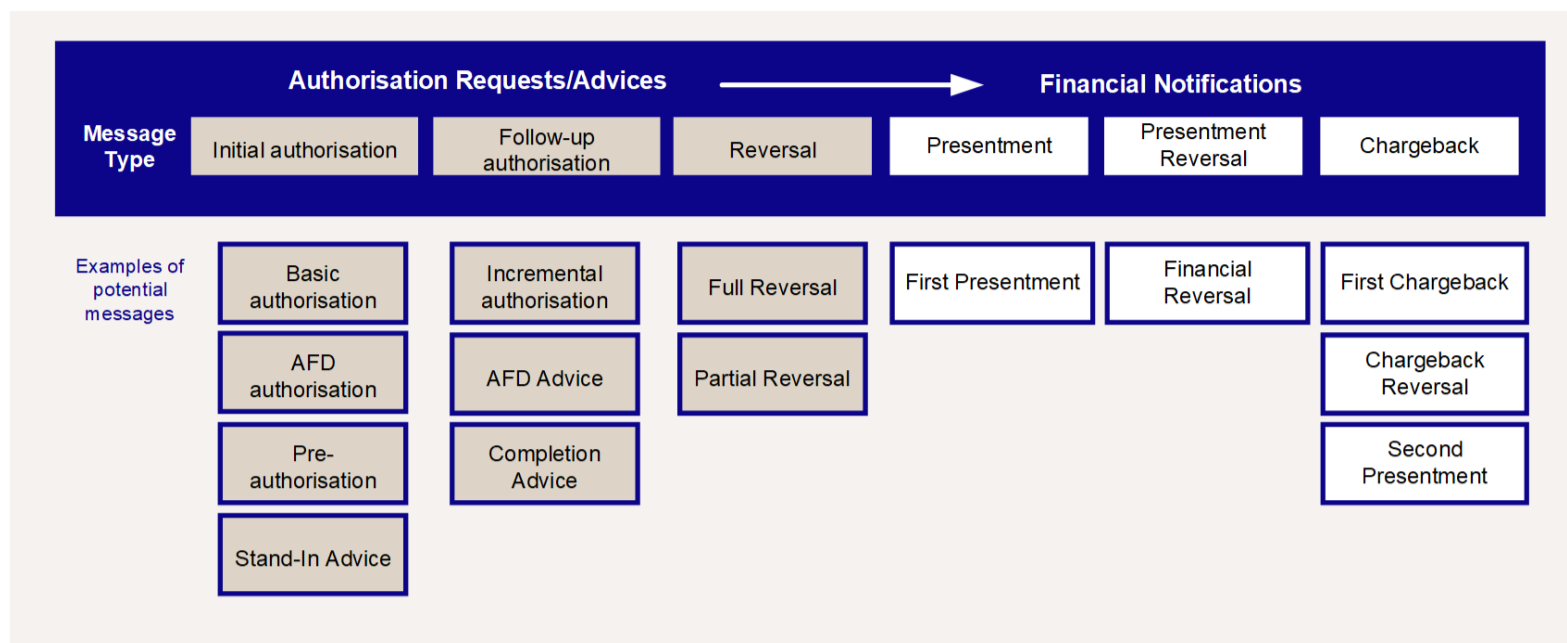 Authorisation Requests/Advices
Financial Notifications
Message
Type
Initial authorisation
Follow-up
authorisation
Reversal
Presentment
Presentment
Reversal
Chargeback
Examples of
potential
messages
Basic
authorisation
Incremental
authorisation
Full Reversal
First Presentment
Financial
Reversal
First Chargeback
AFD
authorisation
AFD Advice
Partial Reversal
Chargeback
Reversal
Pre-
authorisation
Completion
Advice
Second
Presentment
Stand-In Advice